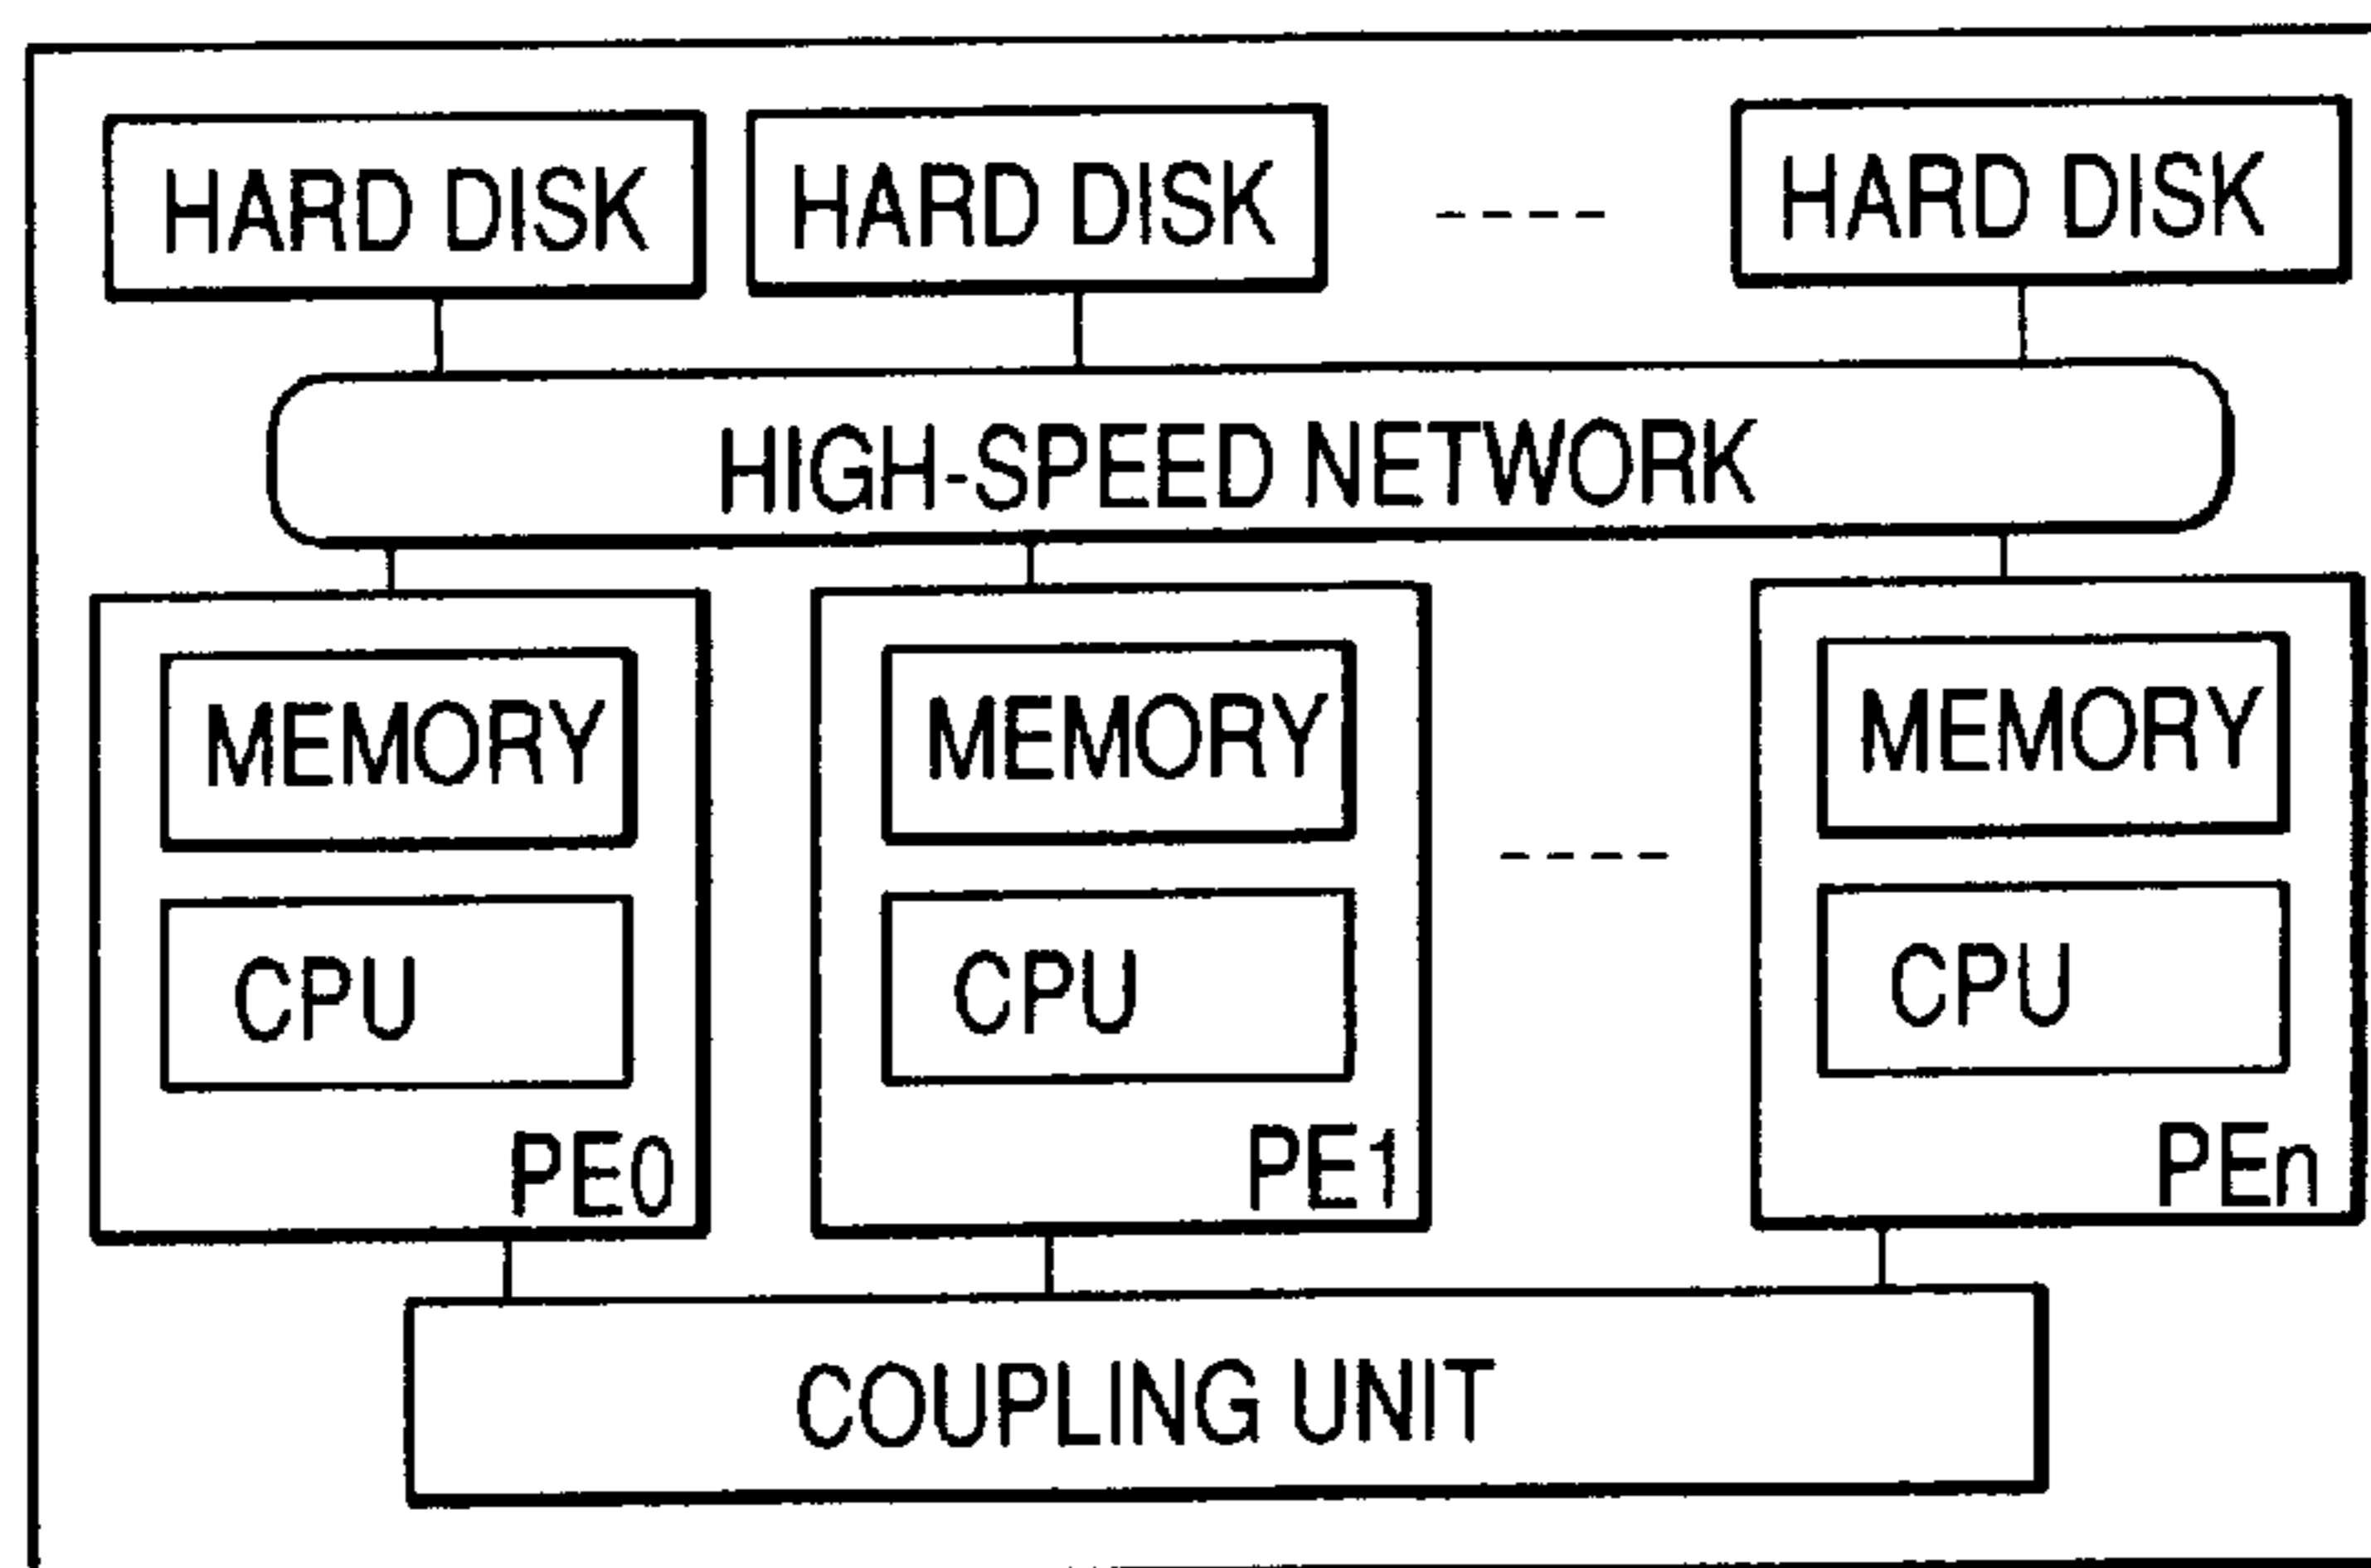 HARD DISK
HARD DISK
HARD DISK
HIGH-SPEED NETWORK
MEMORY
CPU
PE0
MEMORY
CPU
PE1
MEMORY
CPU
PEn
COUPLING UNIT